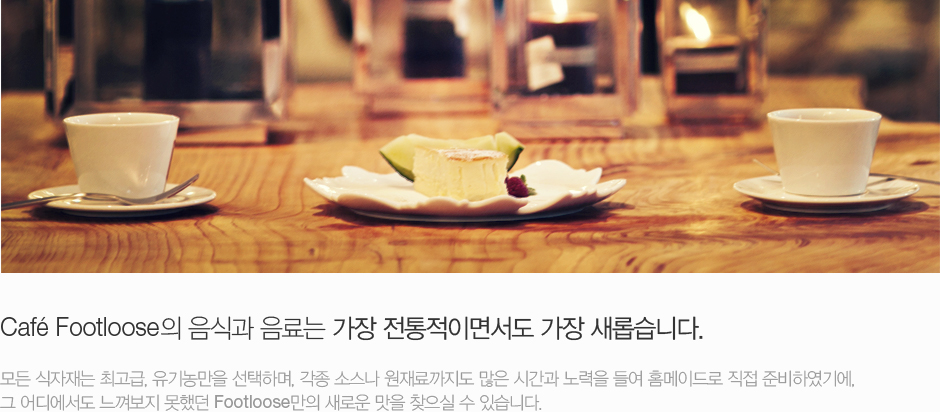 Café Footloose의 음식과 음료는 가장 전통적이면서도 가장 새롭습니다.
모든 식자재는 최고급, 유기농만을 선택하며, 각종 소스나 원재료까지도 많은 시간과 노력을 들여 홈메이드로 직접 준비하였기에,
그 어디에서도 느껴보지 못했던 Footloose만의 새로운 맛을 찾으실 수 있습니다.